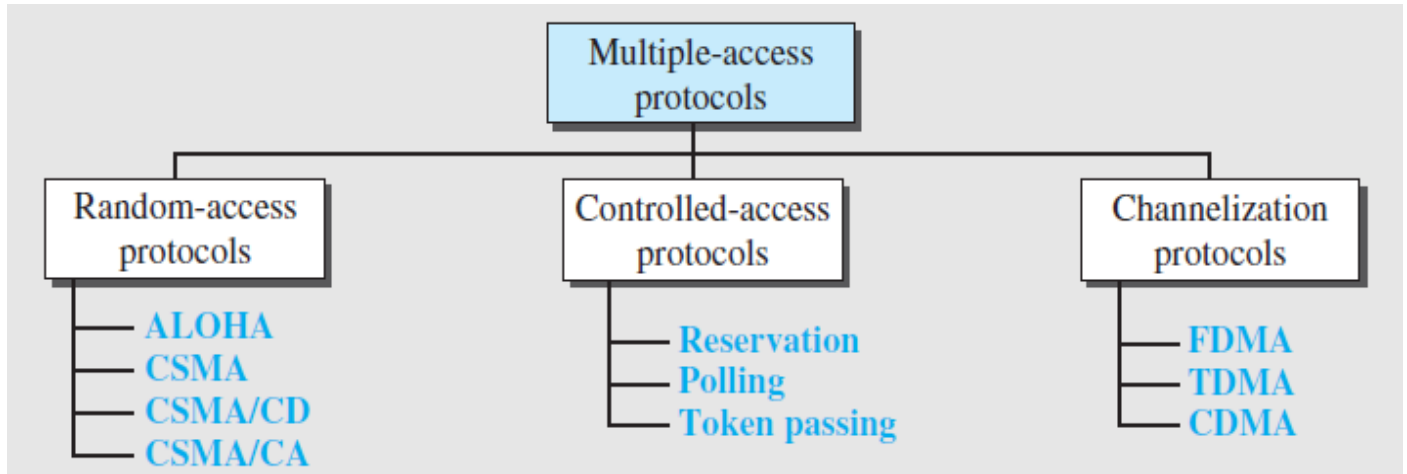 Multiple-access
protocols
Random-access
protocols
Controlled-access
protocols
Channelization
protocols
ALOHA
CSMA
CSMA/CD
CSMA/CA
Reservation
Polling
Token passing
FDMA
TDMA
CDMA